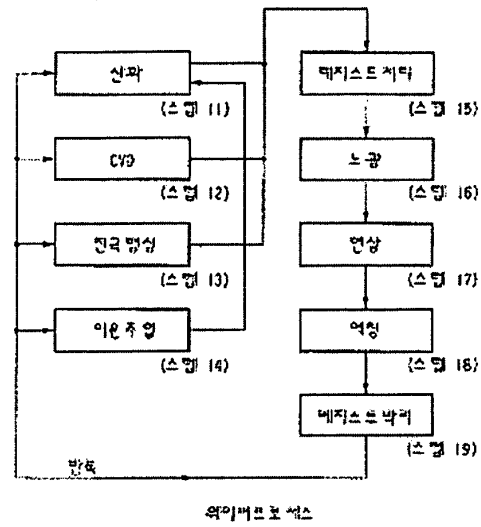 산화
(스텝 11)
CVD
(스텝 12)
전극형성
(스텝 13)
이온주입
(스텝 14)
레지스트처리
(스텝 15)
노광
(스텝 16)
현상
(스텝 17)
에칭
(스텝 18)
레지스트박리
(스텝 19)
반복
웨이퍼프로세스